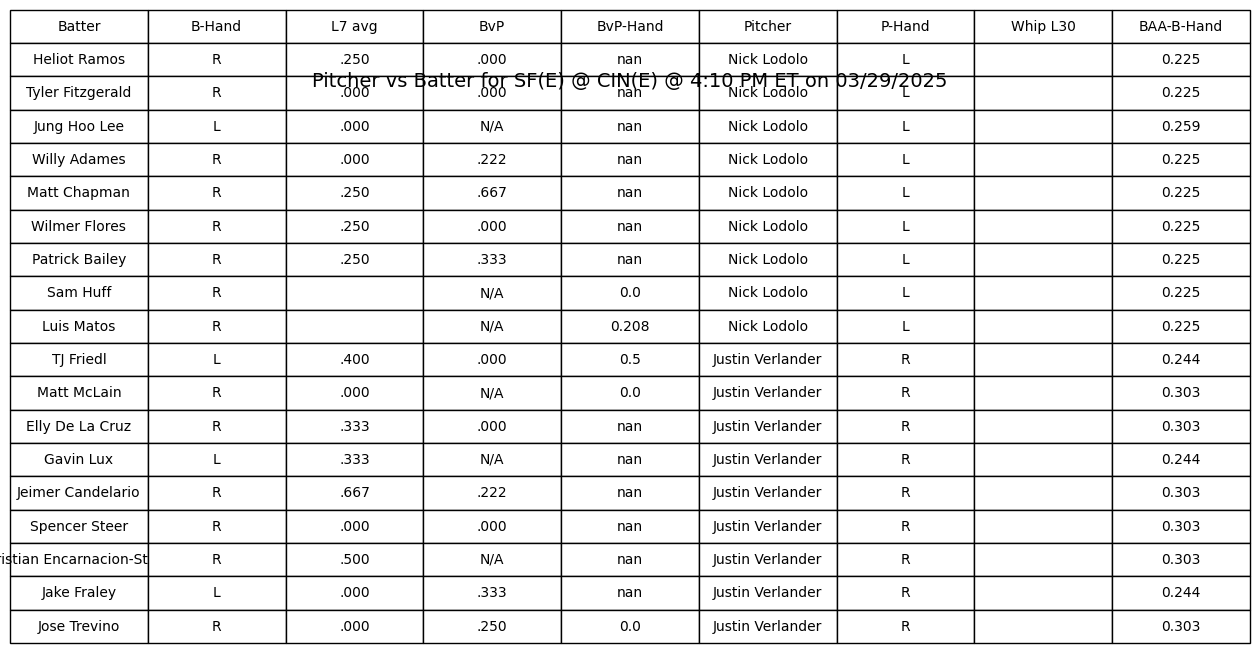 Batter B-Hand L7 avg BvP BvP-Hand Pitcher P-Hand Whip L30 BAA-B-Hand
Heliot Ramos R .250 .000 nan Nick Lodolo L 0.225
Pitcher vs Batter for SF(E) @ CIN(E) @ 4:10 PM ET on 03/29/2025
Tyler Fitzgerald R .000 .000 nan Nick Lodolo L 0.225
Jung Hoo Lee L .000 N/A nan Nick Lodolo L 0.259
Willy Adames R .000 .222 nan Nick Lodolo L 0.225
Matt Chapman R .250 .667 nan Nick Lodolo L 0.225
Wilmer Flores R .250 .000 nan Nick Lodolo L 0.225
Patrick Bailey R .250 .333 nan Nick Lodolo L 0.225
Sam Huff R N/A 0.0 Nick Lodolo L 0.225
Luis Matos R N/A 0.208 Nick Lodolo L 0.225
TJ Friedl L .400 .000 0.5 Justin Verlander R 0.244
Matt McLain R .000 N/A 0.0 Justin Verlander R 0.303
Elly De La Cruz R .333 .000 nan Justin Verlander R 0.303
Gavin Lux L .333 N/A nan Justin Verlander R 0.244
Jeimer Candelario R .667 .222 nan Justin Verlander R 0.303
Spencer Steer R .000 .000 nan Justin Verlander R 0.303
istian Encarnacion-St R .500 N/A nan Justin Verlander R 0.303
Jake Fraley L .000 .333 nan Justin Verlander R 0.244
Jose Trevino R .000 .250 0.0 Justin Verlander R 0.303